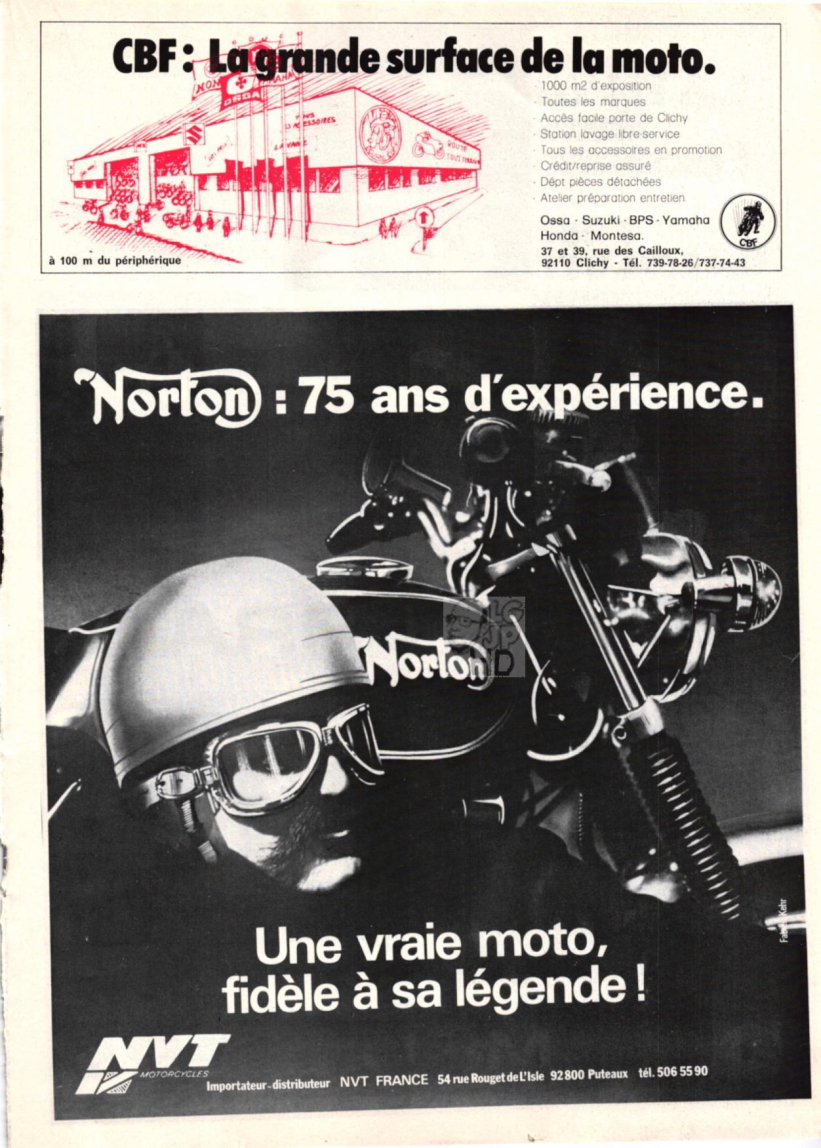 CBF : La grande surface de la moto.
OSSA
TOUS
· 1000 m2 d'exposition
· Toutes les marques
· Accès facile porte de Clichy
· Station lavage libre-service
· Tous les accessoires en promotion
· Crédit/reprise assuré
· Dépt pièces détachées
· Atelier préparation entretien
Ossa · Suzuki · BPS · Yamaha
Honda · Montesa.
37 et 39, rue des Cailloux,
92110 Clichy - Tél. 739-78-26/737-74-43
CBF
à 100 m du périphérique
Norton : 75 ans d'expérience.
Norton
Une vraie moto,
fidèle à sa légende !
NVT
MOTORCYCLES
Importateur-distributeur NVT FRANCE 54 rue Rouget de L'Isle 92800 Puteaux tél. 506 55 90